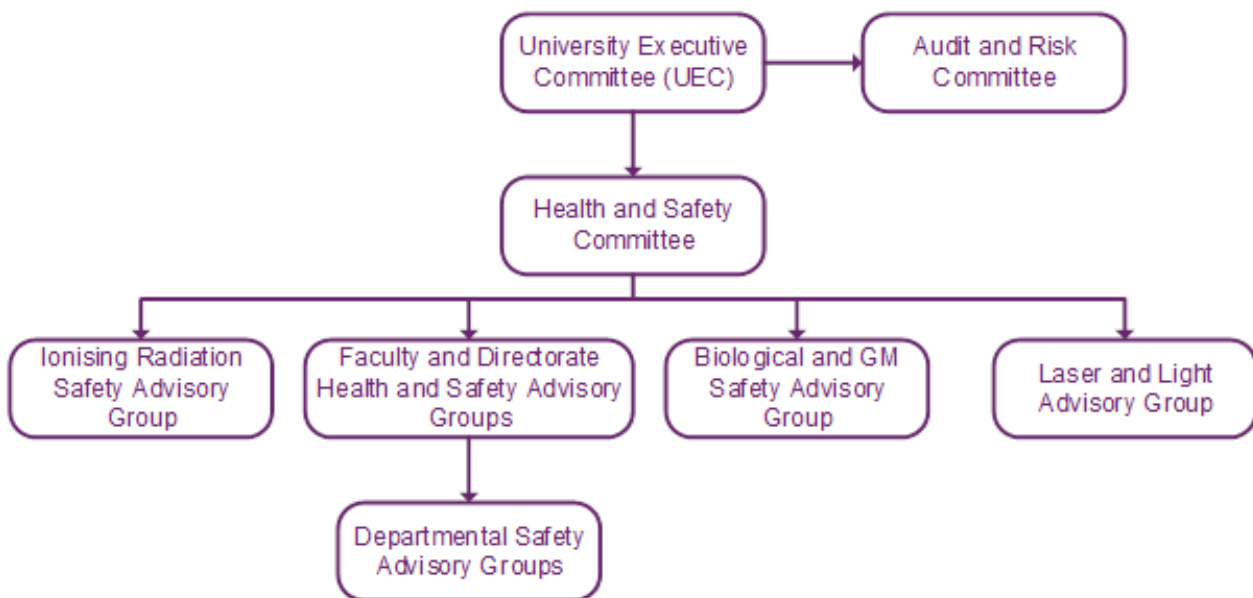 University Executive
Committee (UEC)
Audit and Risk
Committee
Health and Safety
Committee
Ionising Radiation
Safety Advisory
Group
Faculty and Directorate
Health and Safety Advisory
Groups
Biological and GM
Safety Advisory
Group
Laser and Light
Advisory Group
Departmental Safety
Advisory Groups